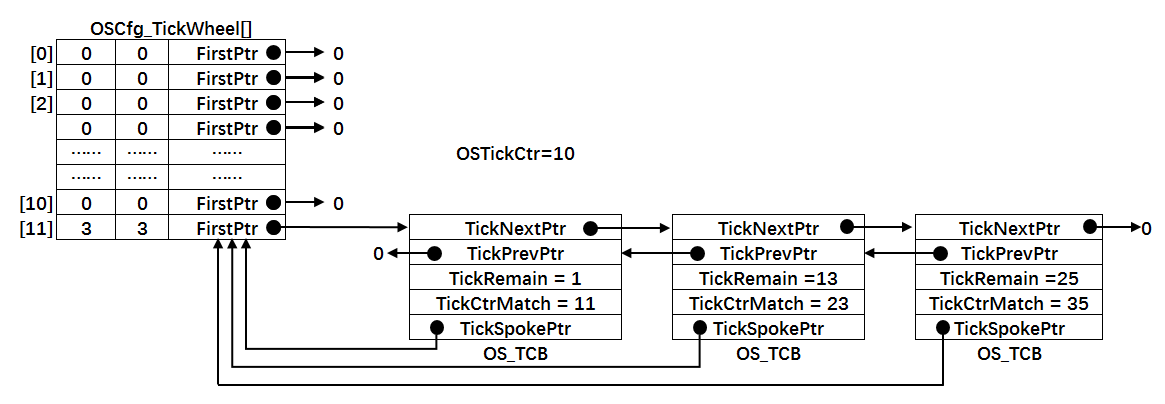 OSCfg_TickWheel[]
[0] 0 0 FirstPtr 0
[1] 0 0 FirstPtr 0
[2] 0 0 FirstPtr 0
0 0 FirstPtr 0
...... ...... ......
OSTickCtr=10
...... ...... ......
[10] 0 0 FirstPtr 0
[11] 3 3 FirstPtr
TickNextPtr TickNextPtr TickNextPtr 0
0 TickPrevPtr TickPrevPtr TickPrevPtr
TickRemain = 1 TickRemain =13 TickRemain =25
TickCtrMatch = 11 TickCtrMatch = 23 TickCtrMatch = 35
TickSpokePtr TickSpokePtr TickSpokePtr
OS_TCB OS_TCB OS_TCB